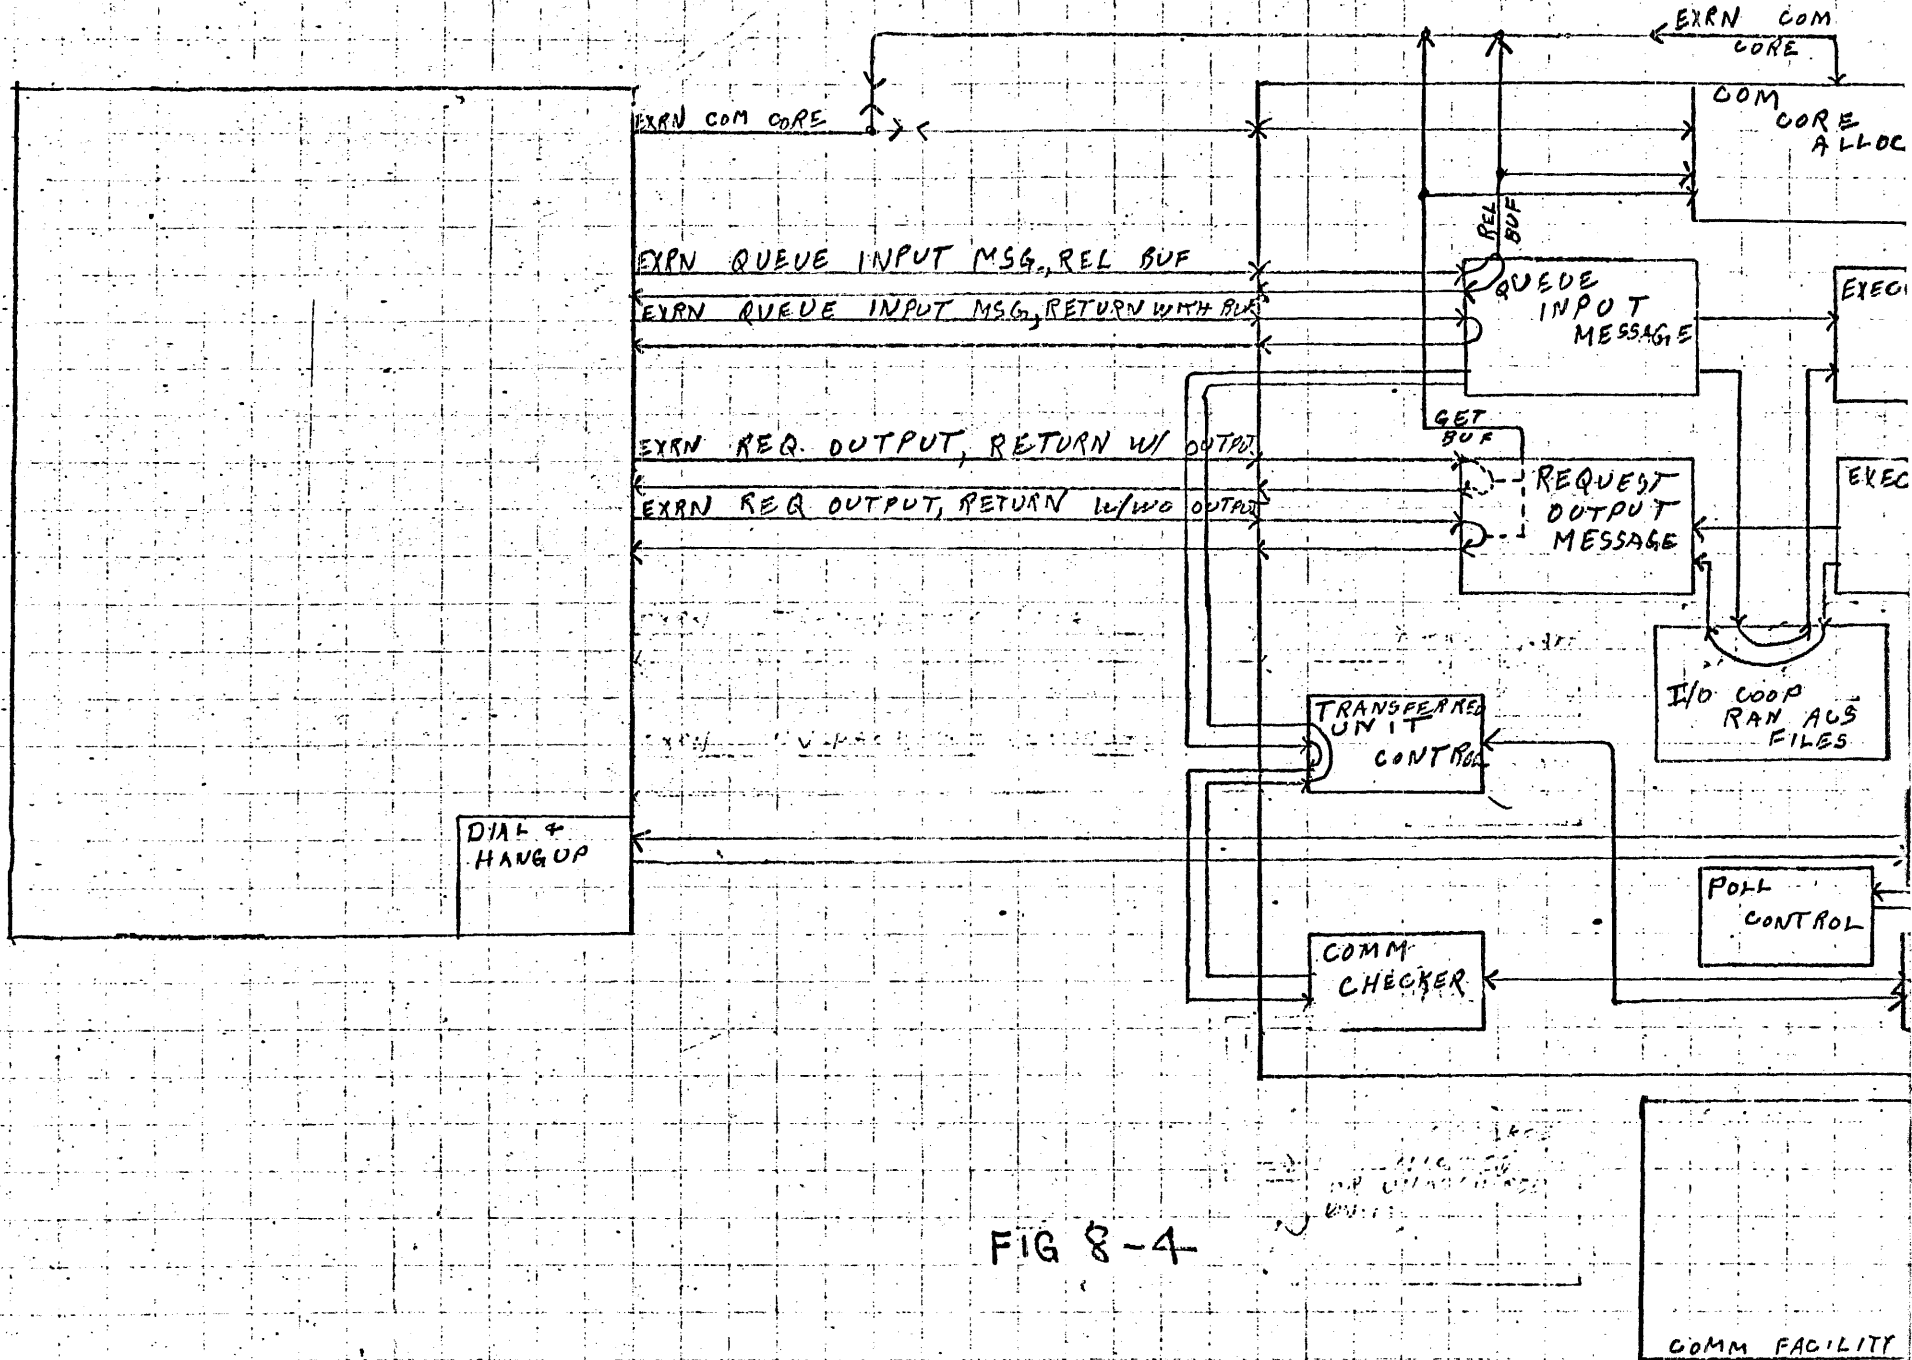 EXRN COM
CORE
EXRN COM CORE
COM
CORE
ALLOC
REL
BUF
EXRN QUEUE INPUT MSG., REL BUF
EXRN QUEUE INPUT MSG, RETURN WITH BUF
QUEUE
INPUT
MESSAGE
EXEC
GET
BUF
EXRN REQ. OUTPUT, RETURN W/ OUTPUT
EXRN REQ OUTPUT, RETURN W/WO OUTPUT
REQUEST
OUTPUT
MESSAGE
EXEC
I/O COOP
RAN ACS
FILES
TRANSFERRED
UNIT
CONTROL
DIAL &
HANGUP
POLL
CONTROL
COMM
CHECKER
FIG 8-4
COMM FACILITY